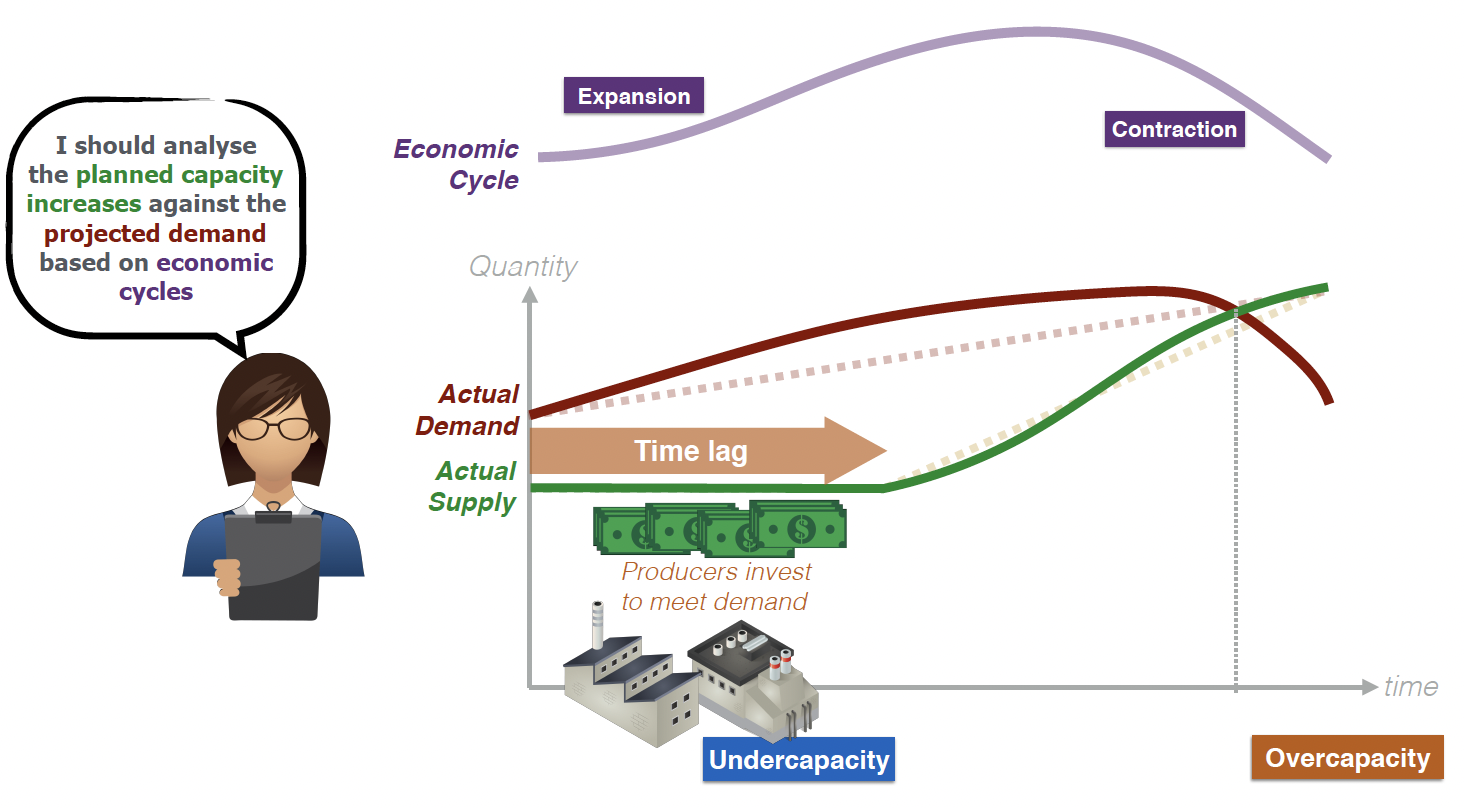 I should analyse
the planned capacity
increases against the
projected demand
based on economic
cycles
Expansion
Contraction
Economic
Cycle
Quantity
Actual
Demand
Time lag
Actual
Supply
Producers invest
to meet demand
time
Undercapacity
Overcapacity